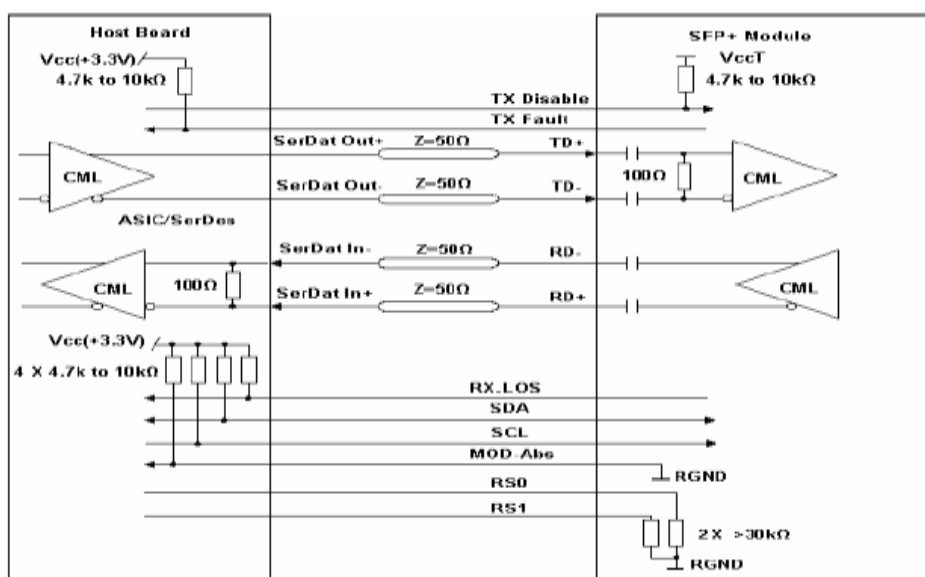 Host Board
SFP+ Module
Vcc(+3.3V)
4.7k to 10kΩ
VccT
4.7k to 10kΩ
TX Disable
TX Fault
SerDat Out+
Z=50Ω
TD+
CML
100Ω
CML
SerDat Out-
Z=50Ω
TD-
ASIC/SerDes
SerDat In-
Z=50Ω
RD-
CML
100Ω
CML
SerDat In+
Z=50Ω
RD+
Vcc(+3.3V)
4 X 4.7k to 10kΩ
RX-LOS
SDA
SCL
MOD-Abs
RGND
RS0
RS1
2X >30kΩ
RGND